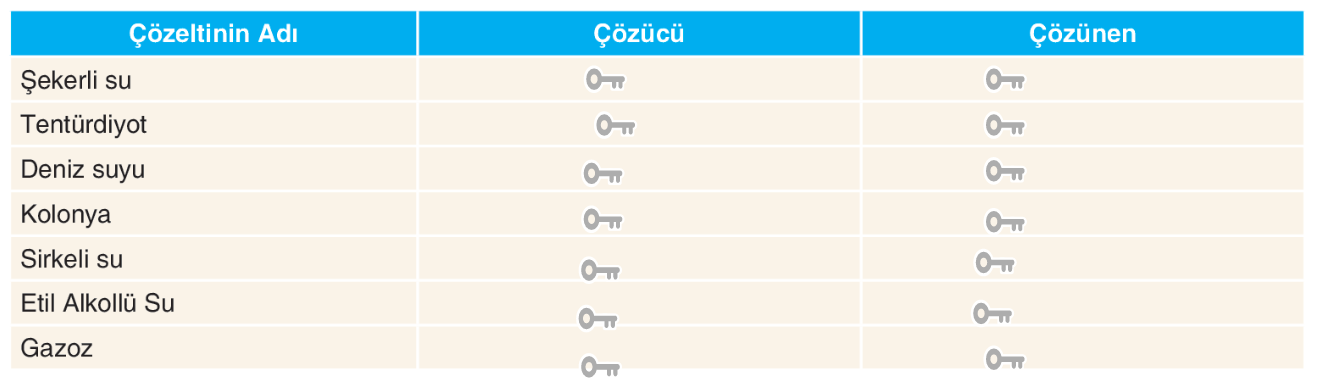 Çözeltinin Adı Çözücü Çözünen
Şekerli su
Tentürdiyot
Deniz suyu
Kolonya
Sirkeli su
Etil Alkollü Su
Gazoz